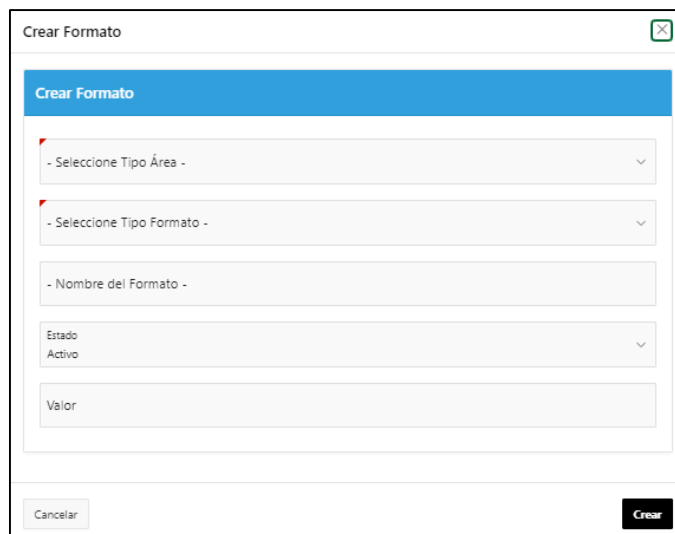 Crear Formato
Crear Formato
- Seleccione Tipo Área -
- Seleccione Tipo Formato -
- Nombre del Formato -
Estado
Activo
Valor
Cancelar
Crear